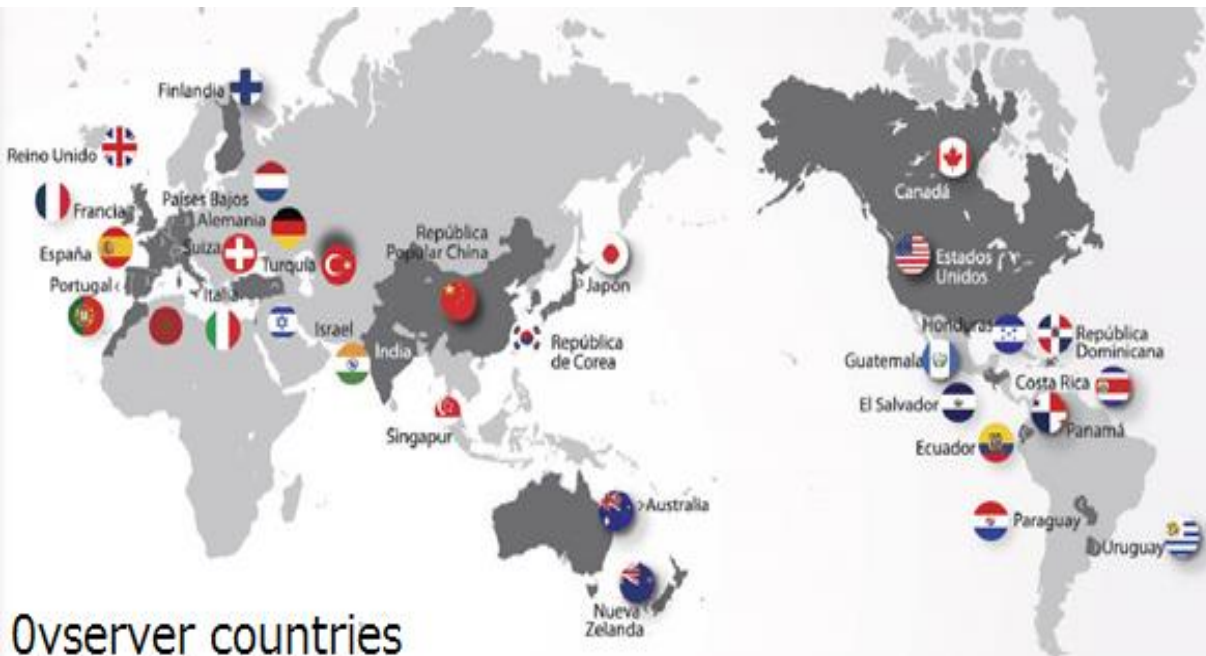 Finlandia
Reino Unido
Países Bajos
Francia
Alemania
España
Suiza
Turquía
Portugal
Italia
Israel
República
Popular China
Japón
India
República
de Corea
Singapur
Australia
Nueva
Zelanda
Canadá
Estados
Unidos
Honduras
República
Dominicana
Guatemala
Costa Rica
El Salvador
Panamá
Ecuador
Paraguay
Uruguay
0vserver countries